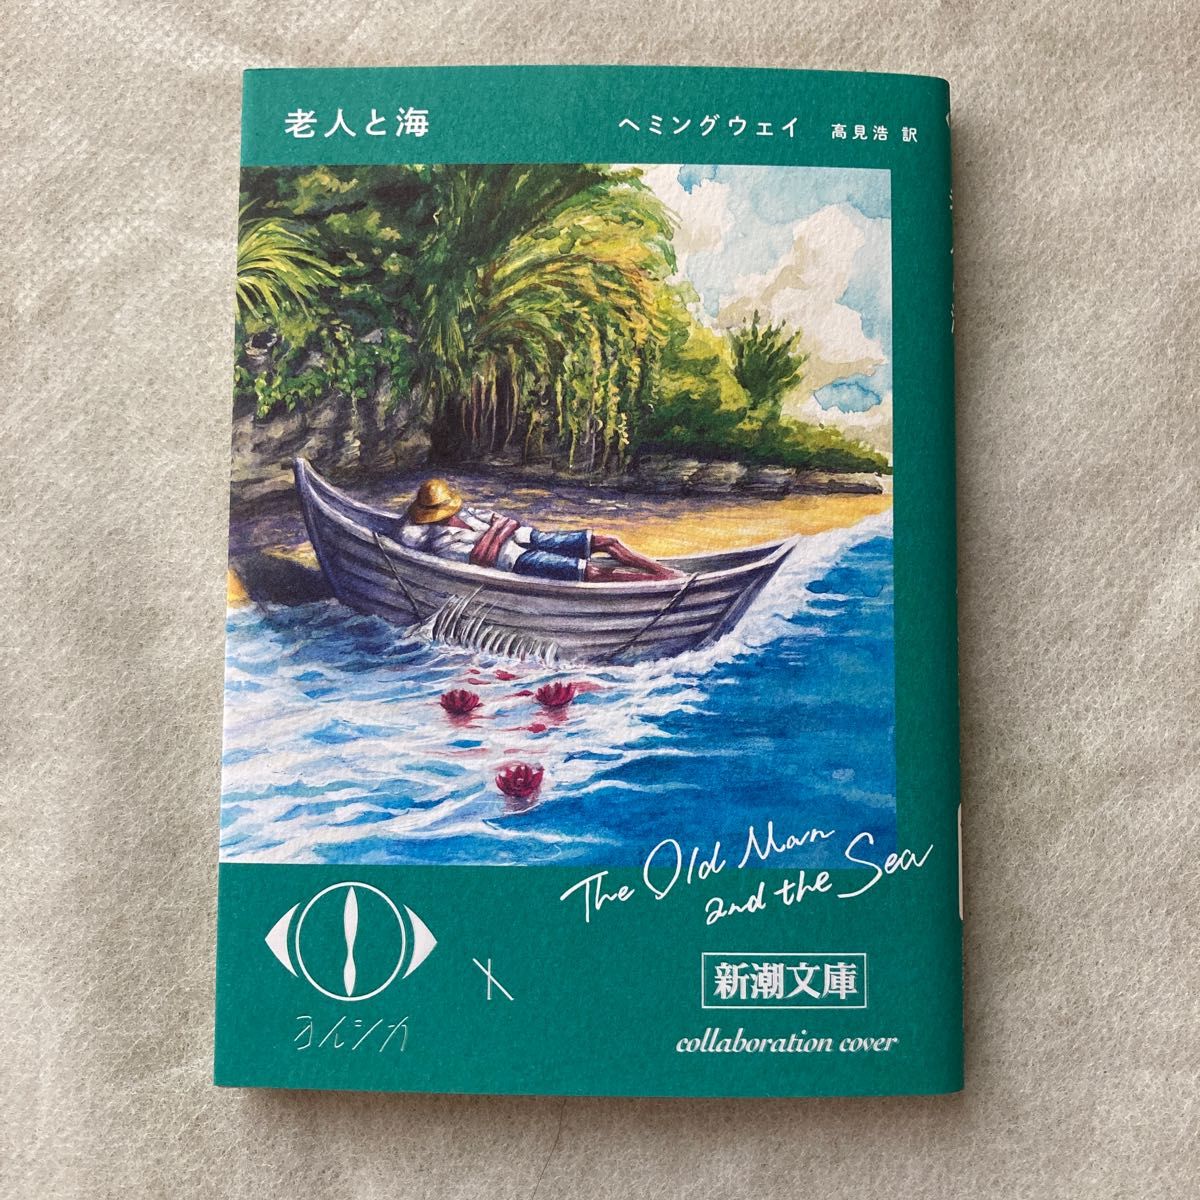 老人と海
ヘミングウェイ 高見浩 訳
The Old Man
and the Sea
ヨルシカ
×
新潮文庫
collaboration cover